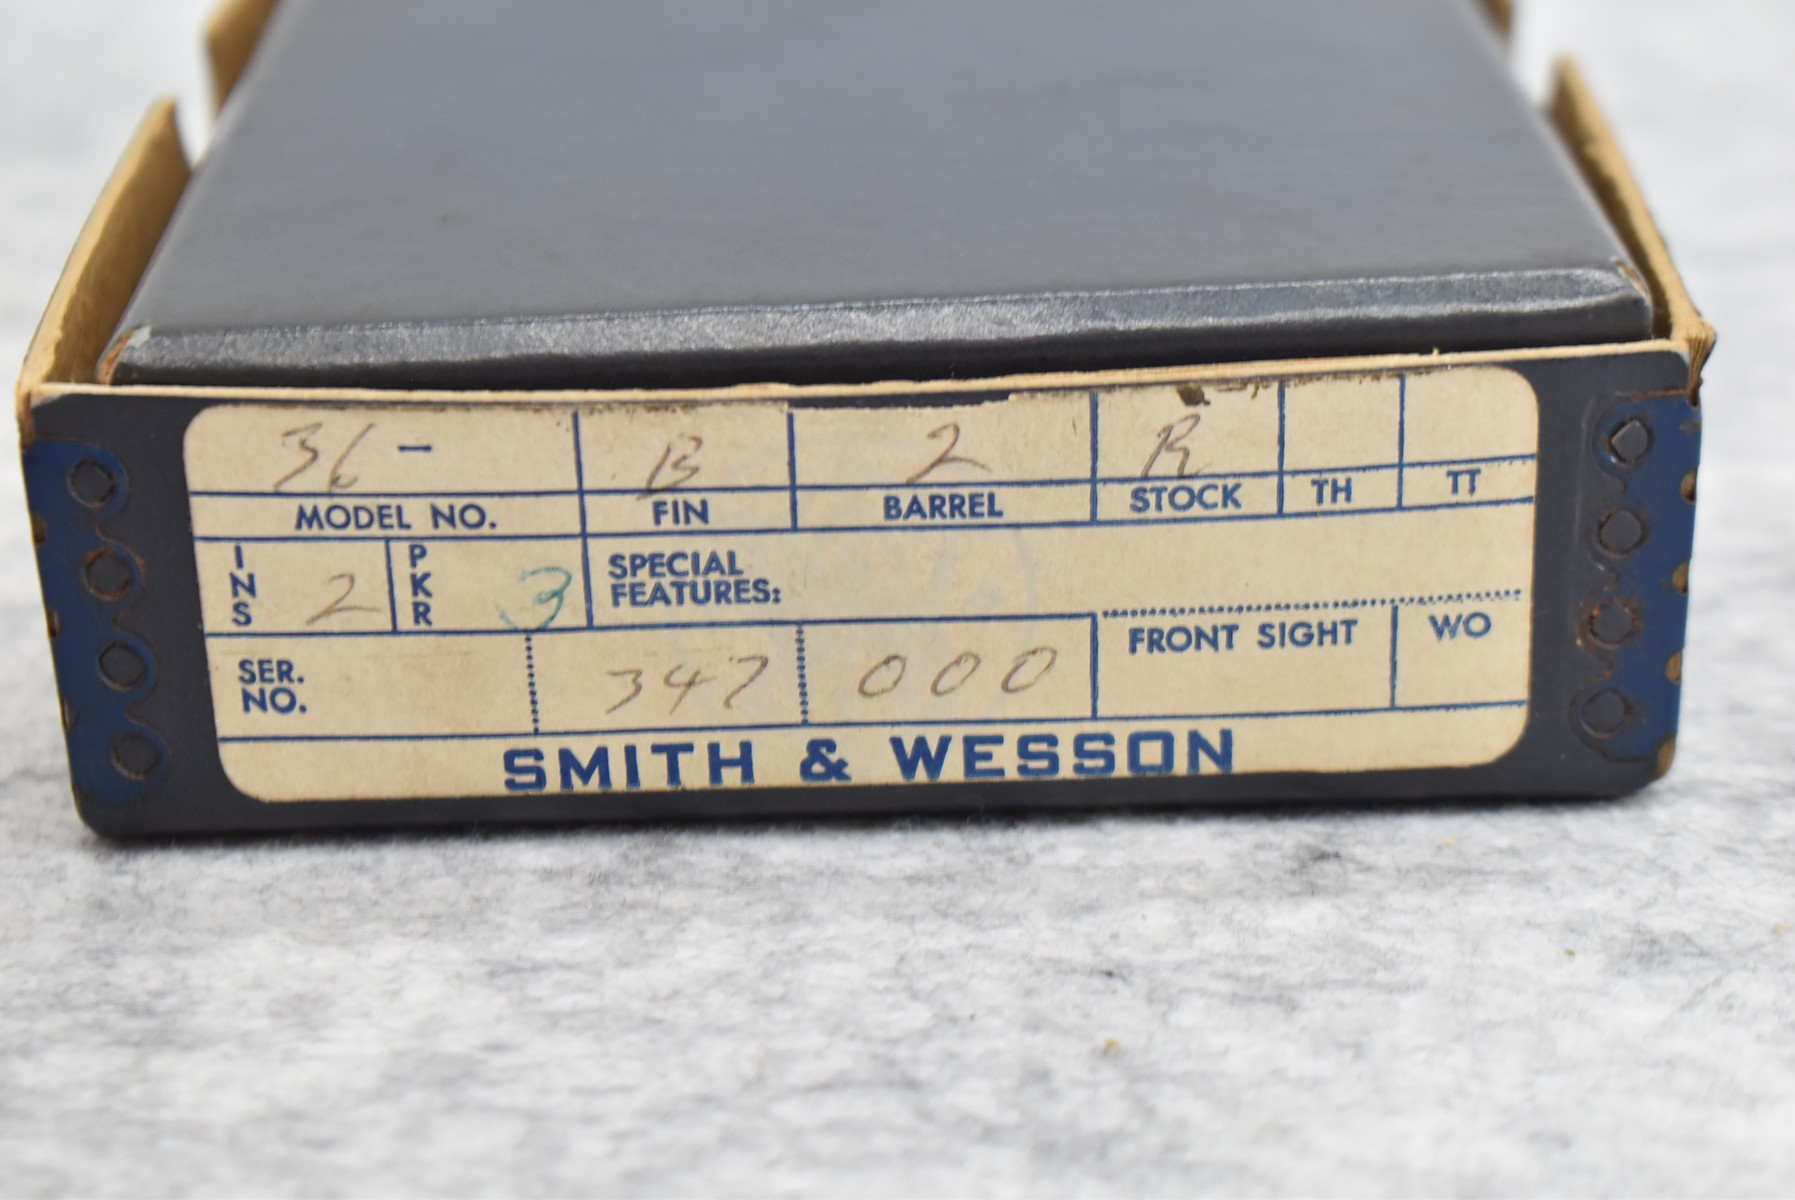 36- B 2 R
MODEL NO. FIN BARREL STOCK TH TT
INS 2 PKR 3 SPECIAL
FEATURES:
FRONT SIGHT WO
SER.
NO. 347 000
SMITH & WESSON